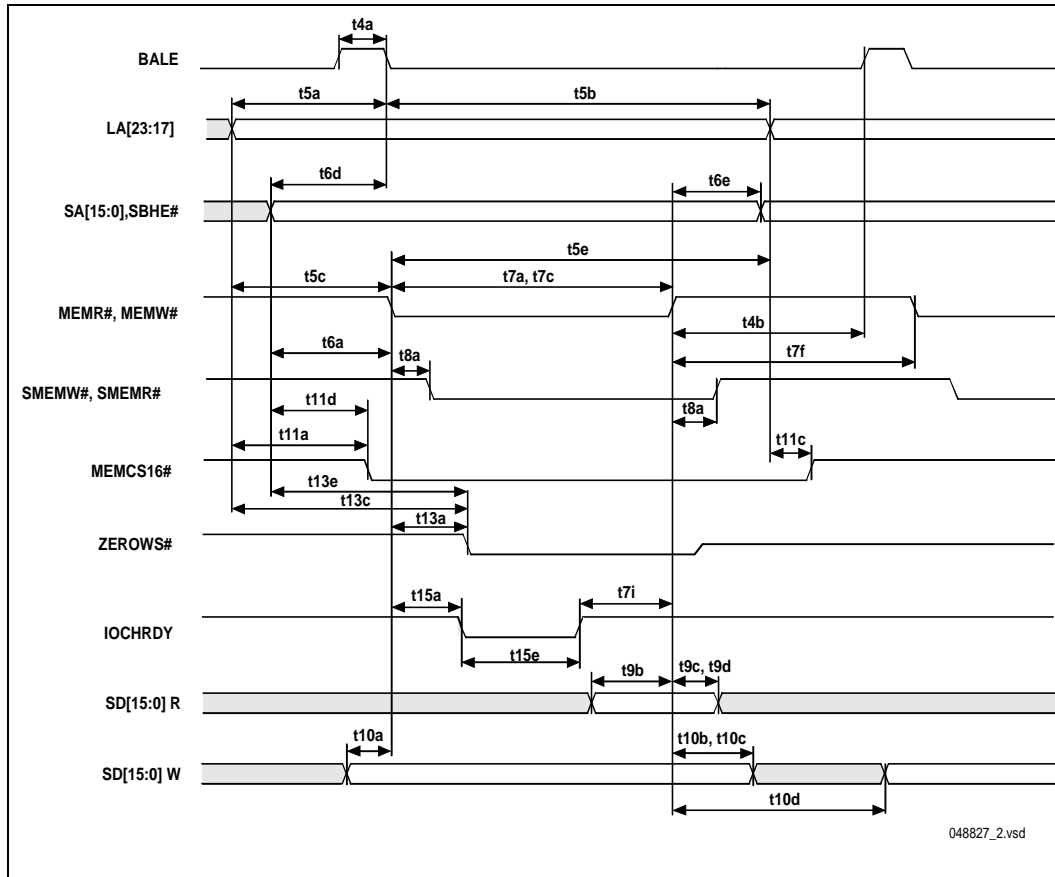 t4a
BALE
t5a
t5b
LA[23:17]
t6d
t6e
SA[15:0],SBHE#
t5e
t5c
t7a, t7c
MEMR#, MEMW#
t4b
t6a
t8a
t7f
SMEMW#, SMEMR#
t11d
t8a
t11a
t11c
MEMCS16#
t13e
t13c
t13a
ZEROWS#
t15a
t7i
IOCHRDY
t15e
t9b
t9c, t9d
SD[15:0] R
t10a
t10b, t10c
SD[15:0] W
t10d
048827_2.vsd